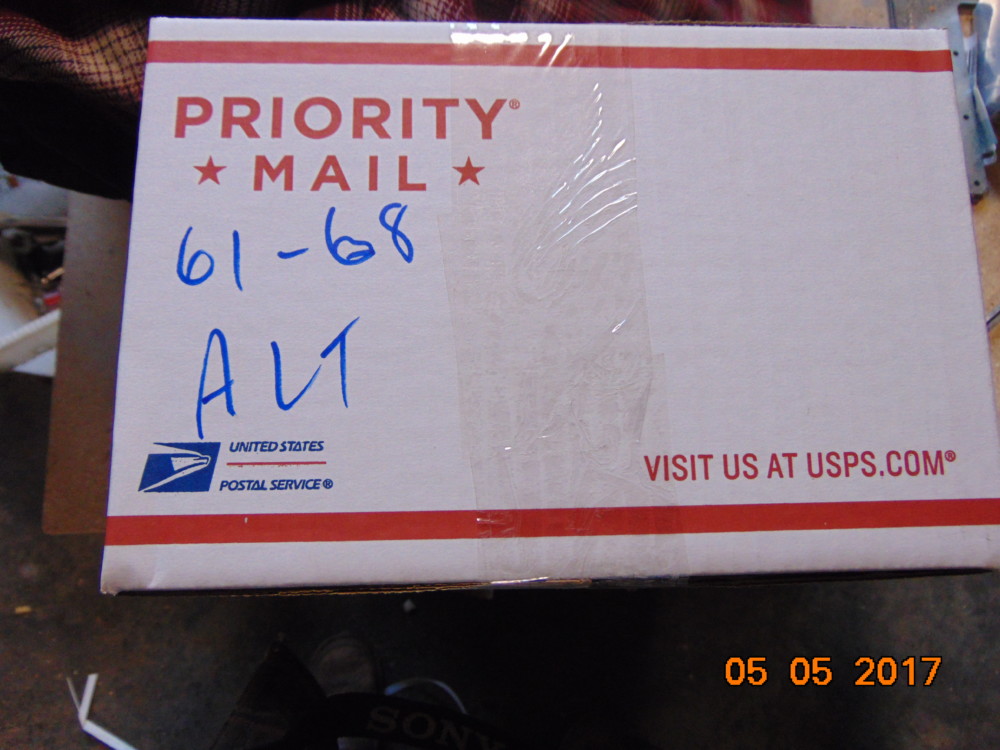 PRIORITY®
★ MAIL ★
61-68
ALT
UNITED STATES
POSTAL SERVICE®
VISIT US AT USPS.COM®
05 05 2017
SONY